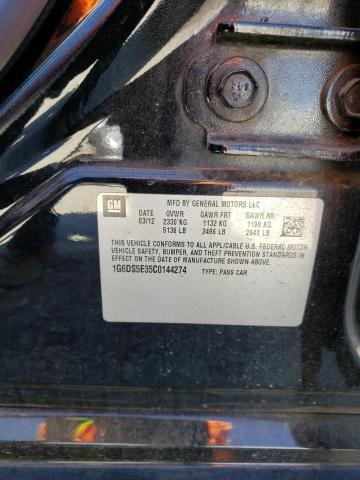 GM
MFD BY GENERAL MOTORS LLC
DATE GVWR GAWR FRT GAWR RR
03/12 2330 KG 1132 KG 1198 KG
5136 LB 2496 LB 2640 LB
THIS VEHICLE CONFORMS TO ALL APPLICABLE U.S. FEDERAL MOTOR
VEHICLE SAFETY, BUMPER, AND THEFT PREVENTION STANDARDS
IN EFFECT ON THE DATE OF MANUFACTURE SHOWN ABOVE.
1G6DS5E35C0144274 TYPE: PASS CAR